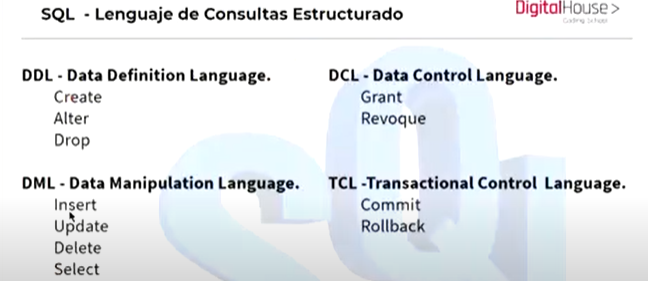 SQL - Lenguaje de Consultas Estructurado
DigitalHouse>
Coding School
DDL - Data Definition Language.
Create
Alter
Drop
DCL - Data Control Language.
Grant
Revoque
DML - Data Manipulation Language.
Insert
Update
Delete
Select
TCL -Transactional Control Language.
Commit
Rollback
SQL